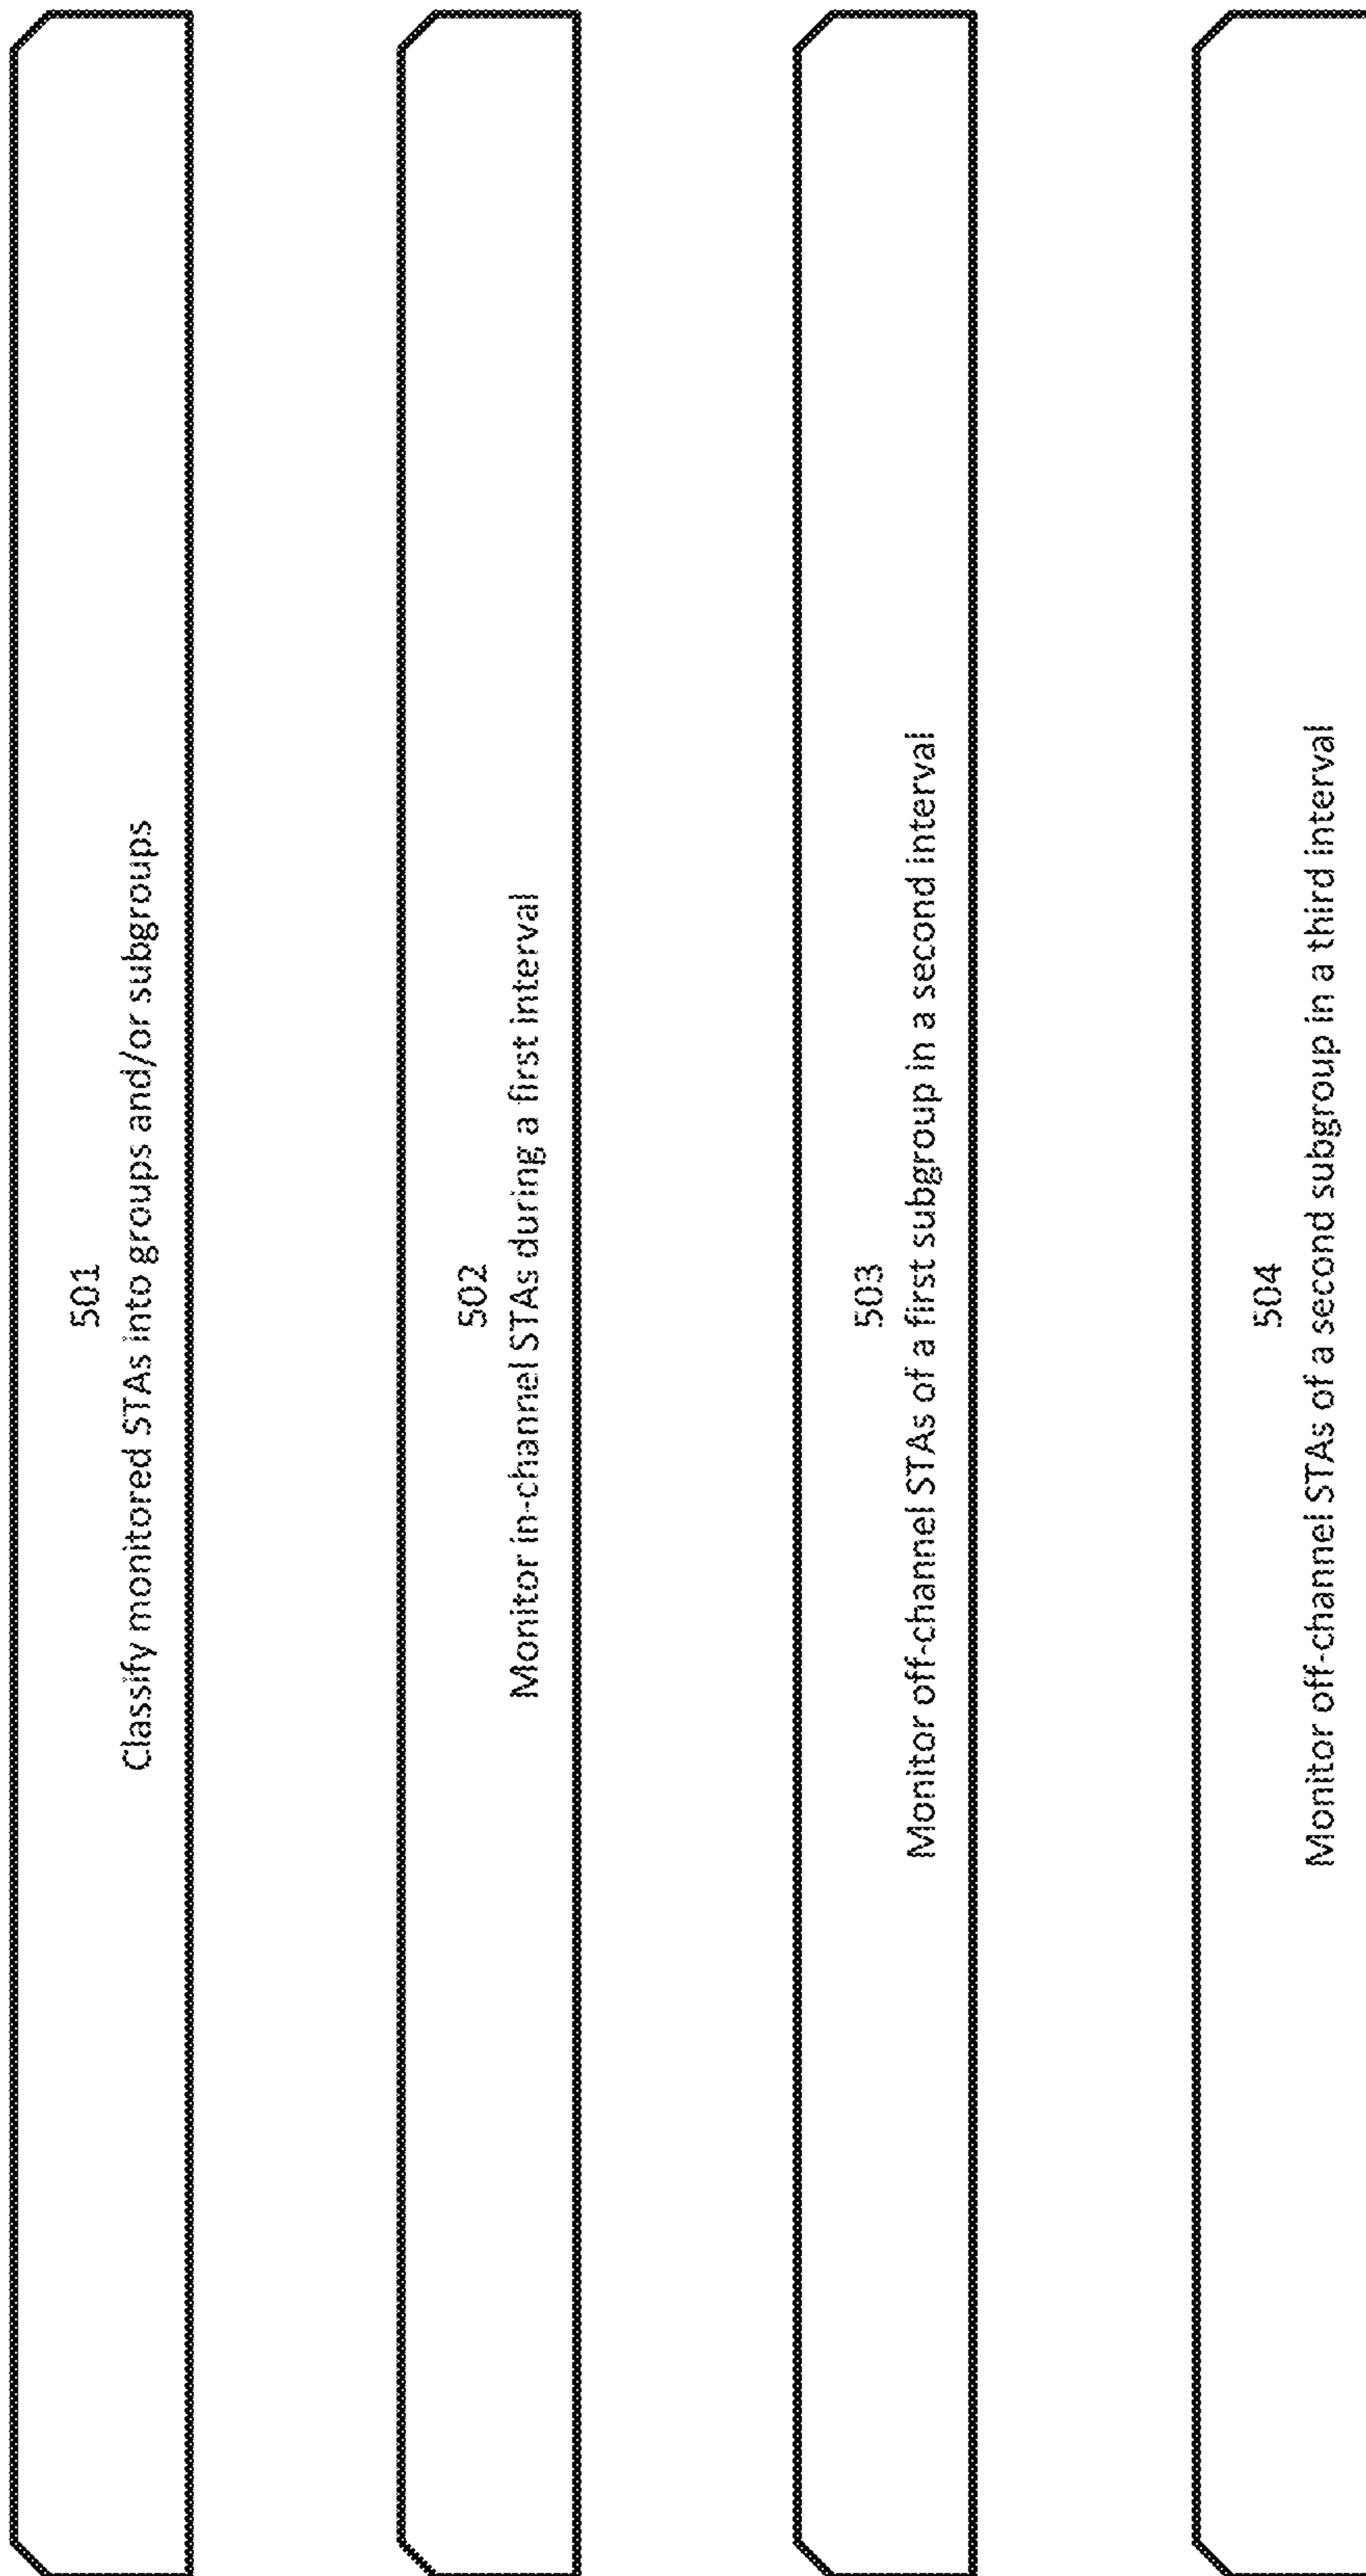 501
Classify monitored STAs into groups and/or subgroups
502
Monitor in-channel STAs during a first interval
503
Monitor off-channel STAs of a first subgroup in a second interval
504
Monitor off-channel STAs of a second subgroup in a third interval